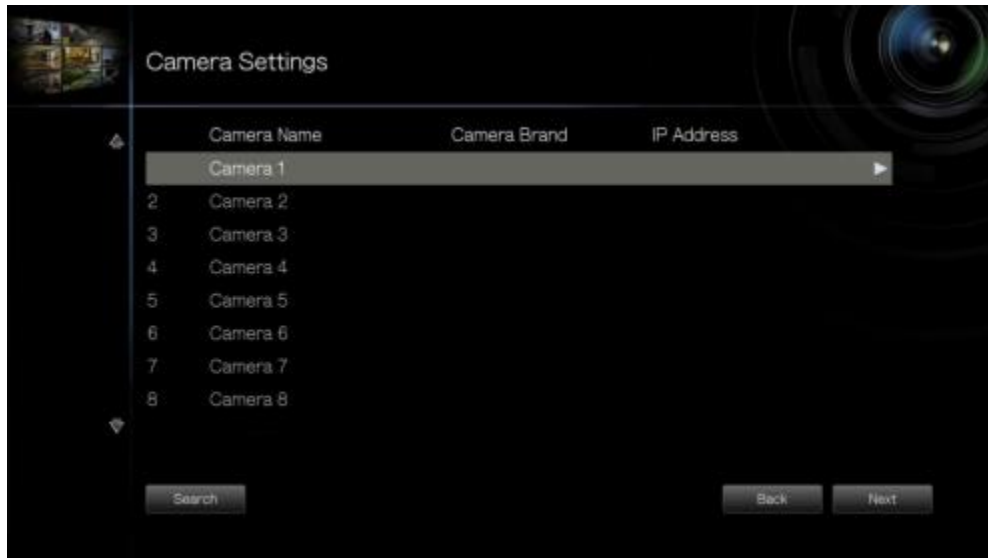 Camera Settings
Camera Name Camera Brand IP Address
Camera 1
2 Camera 2
3 Camera 3
4 Camera 4
5 Camera 5
6 Camera 6
7 Camera 7
8 Camera 8
Search Back Next